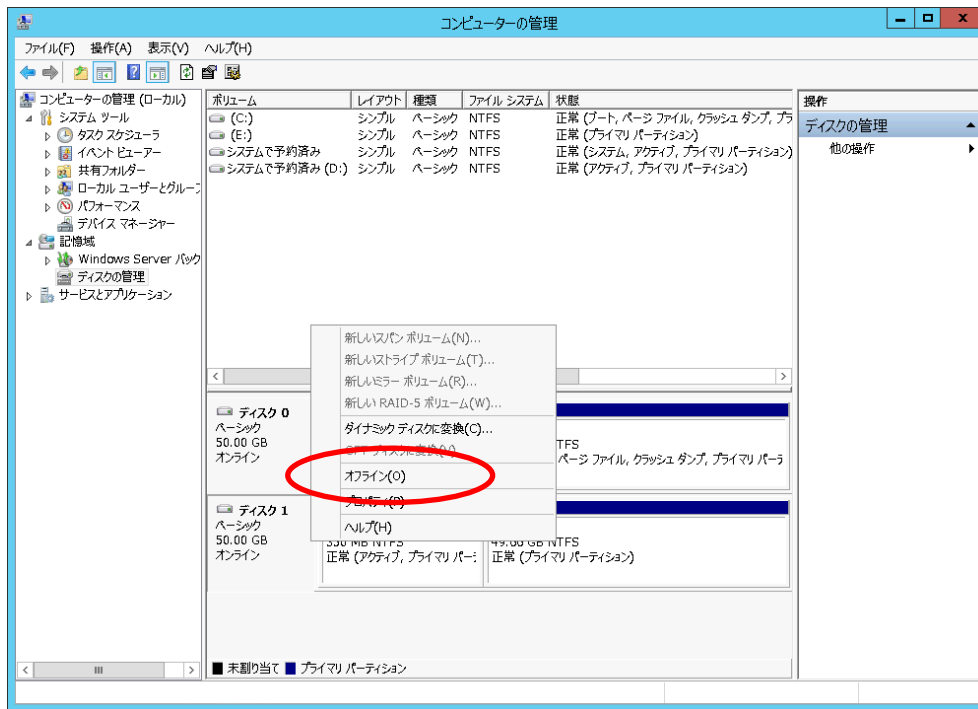 コンピューターの管理
ファイル(F) 操作(A) 表示(V) ヘルプ(H)
コンピューターの管理 (ローカル)
システム ツール
タスク スケジューラ
イベント ビューアー
共有フォルダー
ローカル ユーザーとグルー
パフォーマンス
デバイス マネージャー
記憶域
Windows Server バック
ディスクの管理
サービスとアプリケーション
ボリューム レイアウト 種類 ファイル システム 状態
(C:) シンプル ベーシック NTFS 正常 (ブート, ページ ファイル, クラッシュ ダンプ, プラ
(E:) シンプル ベーシック NTFS 正常 (プライマリ パーティション)
システムで予約済み シンプル ベーシック NTFS 正常 (システム, アクティブ, プライマリ パーティション)
システムで予約済み (D:) シンプル ベーシック NTFS 正常 (アクティブ, プライマリ パーティション)
操作
ディスクの管理
他の操作
新しいスパン ボリューム(N)...
新しいストライプ ボリューム(T)...
新しいミラー ボリューム(R)...
新しい RAID-5 ボリューム(W)...
ダイナミック ディスクに変換(C)...
GPT ディスクに変換(V)
オフライン(O)
プロパティ(P)
ヘルプ(H)
ディスク 0
ベーシック
50.00 GB
オンライン
TFS
ページ ファイル, クラッシュ ダンプ, プライマリ パーテ
ディスク 1
ベーシック
50.00 GB
オンライン
350 MB NTFS
正常 (アクティブ, プライマリ パーテ
49.66 GB NTFS
正常 (プライマリ パーティション)
未割り当て プライマリ パーティション